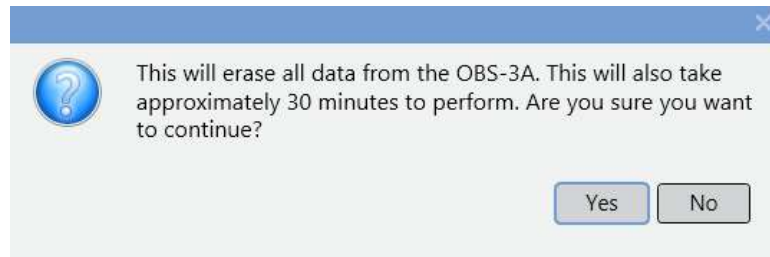 This will erase all data from the OBS-3A. This will also take
approximately 30 minutes to perform. Are you sure you want
to continue?
Yes
No